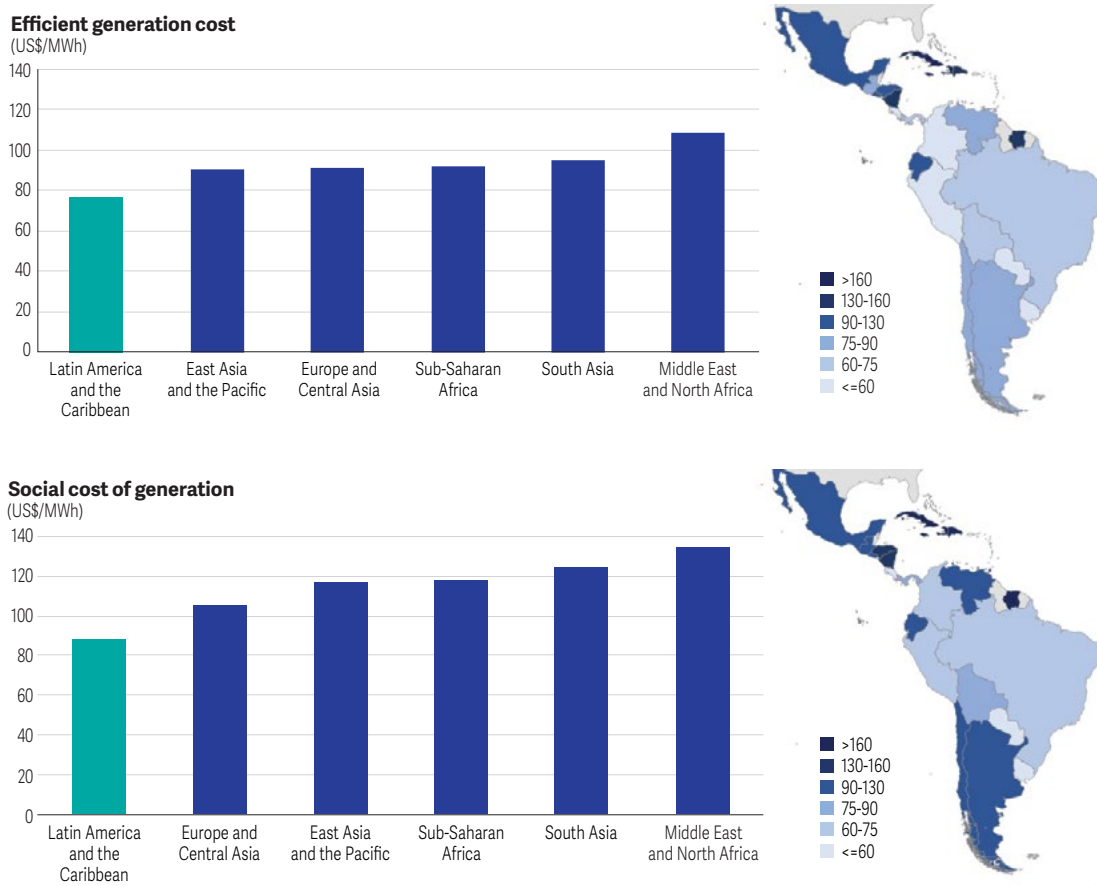 Efficient generation cost
(US$/MWh)
140
120
100
80
60
40
20
0
Latin America
and the
Caribbean
East Asia
and the Pacific
Europe and
Central Asia
Sub-Saharan
Africa
South Asia
Middle East
and North Africa
>160
130-160
90-130
75-90
60-75
<=60
Social cost of generation
(US$/MWh)
140
120
100
80
60
40
20
0
Latin America
and the
Caribbean
Europe and
Central Asia
East Asia
and the Pacific
Sub-Saharan
Africa
South Asia
Middle East
and North Africa
>160
130-160
90-130
75-90
60-75
<=60